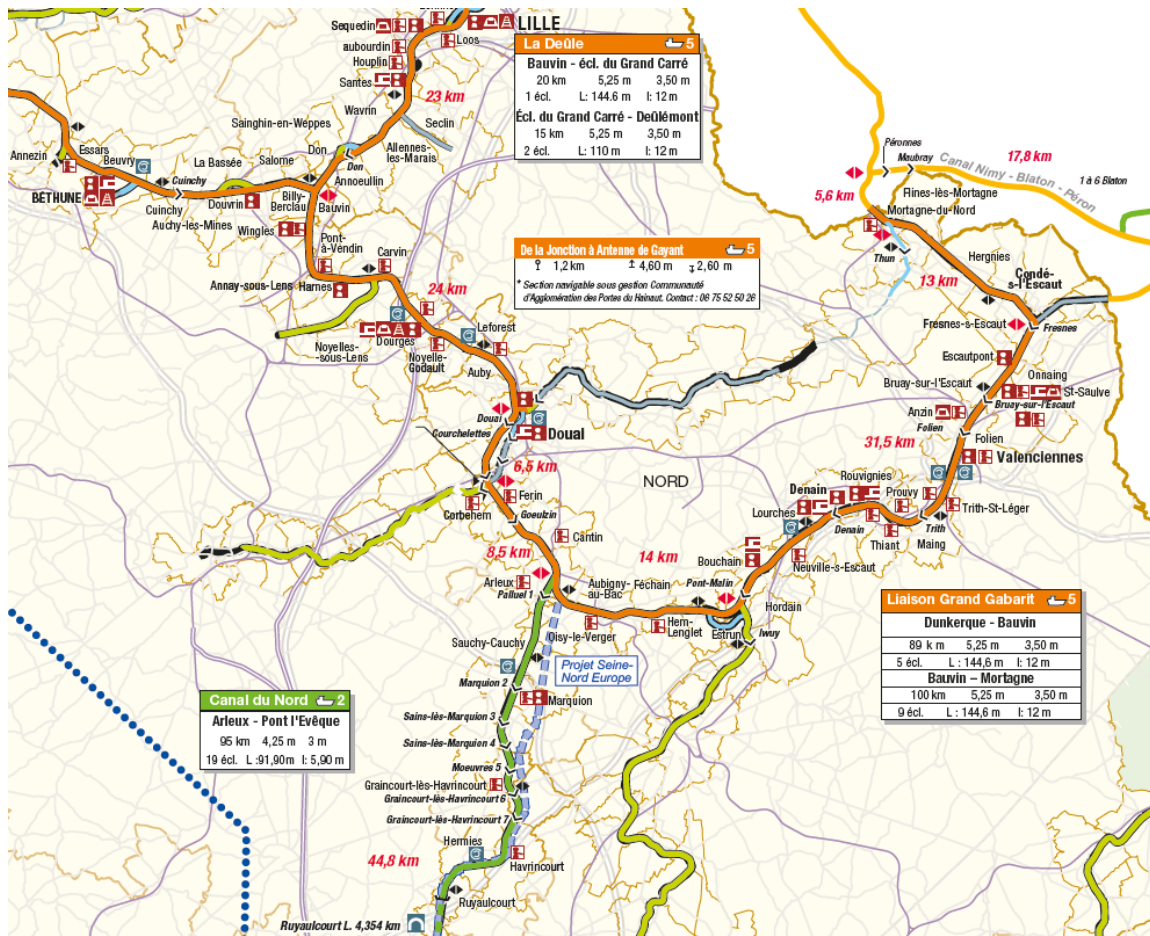 LILLE
Sequedin
Loos
aubourdin
Houplin
Santes
23 km
Wavrin
Seclin
Sainghin-en-Weppes
Allennes-
les-Marais
Don
Don
Annoeullin
Annezin
Essars
Beuvry
La Bassée
Salome
BÉTHUNE
Cuinchy
Cuinchy
Auchy-les-Mines
Douvrin
Billy-
Berclau
Bauvin
Wingles
Pont-
à-Vendin
Carvin
Annay-sous-Lens
Harnes
24 km
Noyelles-
sous-Lens
Dourges
Noyelle-
Godault
Leforest
Auby
La Deûle 5
Bauvin - écl. du Grand Carré
20 km 5,25 m 3,50 m
1 écl. L: 144.6 m l: 12 m
Écl. du Grand Carré - Deûlémont
15 km 5,25 m 3,50 m
2 écl. L: 110 m l: 12 m
De la Jonction à Antenne de Gayant 5
1,2 km 4,60 m 2,60 m
* Section navigable sous gestion Communauté
d'Agglomération des Portes du Hainaut. Contact : 06 75 52 50 26
Péronnes
Maubray
17,8 km
Canal Nimy - Blaton - Péron
1 à 6 Blaton
5,6 km
Flines-lès-Mortagne
Mortagne-du-Nord
Thun
Hergnies
13 km
Condé-
s-l'Escaut
Fresnes-s-Escaut
Fresnes
Escautpont
Onnaing
Bruay-sur-l'Escaut
St-Saulve
Bruay-sur-l'Escaut
Anzin
Folien
31,5 km
Folien
Valenciennes
Douai
Douai
Courchelettes
6,5 km
NORD
Ferin
Corbehem
Goeulzin
Cantin
8,5 km
14 km
Rouvignies
Denain
Prouvy
Lourches
Trith-St-Léger
Denain
Trith
Thiant
Maing
Bouchain
Neuville-s-Escaut
Arleux
Palluel 1
Aubigny-
au-Bac
Féchain
Pont-Malin
Hordain
Oisy-le-Verger
Hem-
Lenglet
Estrun
Iwuy
Sauchy-Cauchy
Projet Seine-
Nord Europe
Marquion 2
Marquion
Sains-lès-Marquion 3
Sains-lès-Marquion 4
Moeuvres 5
Graincourt-lès-Havrincourt
Graincourt-lès-Havrincourt 6
Graincourt-lès-Havrincourt 7
Hermies
44,8 km
Havrincourt
Ruyaulcourt
Ruyaulcourt L. 4,354 km
Canal du Nord 2
Arleux - Pont l'Evêque
95 km 4,25 m 3 m
19 écl. L :91,90m l: 5,90 m
Liaison Grand Gabarit 5
Dunkerque - Bauvin
89 k m 5,25 m 3,50 m
5 écl. L : 144,6 m l: 12 m
Bauvin – Mortagne
100 km 5,25 m 3,50 m
9 écl. L : 144,6 m l: 12 m